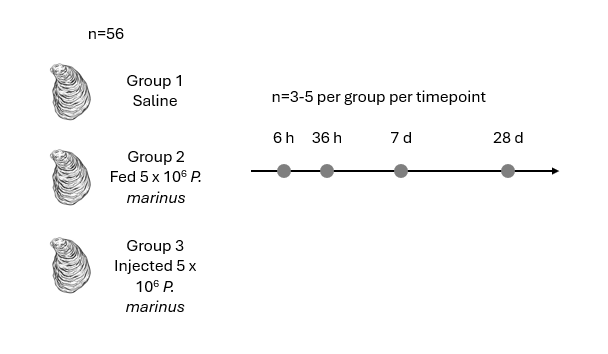 n=56
Group 1
Saline
Group 2
Fed 5 x 10⁶ P.
marinus
Group 3
Injected 5 x
10⁶ P.
marinus
n=3-5 per group per timepoint
6 h 36 h 7 d 28 d